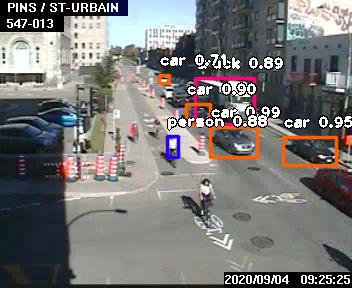 PINS / ST-URBAIN
547-013
car 0.71
truck 0.89
car 0.90
car 0.99
person 0.88
car 0.95
2020/09/04 09:25:25